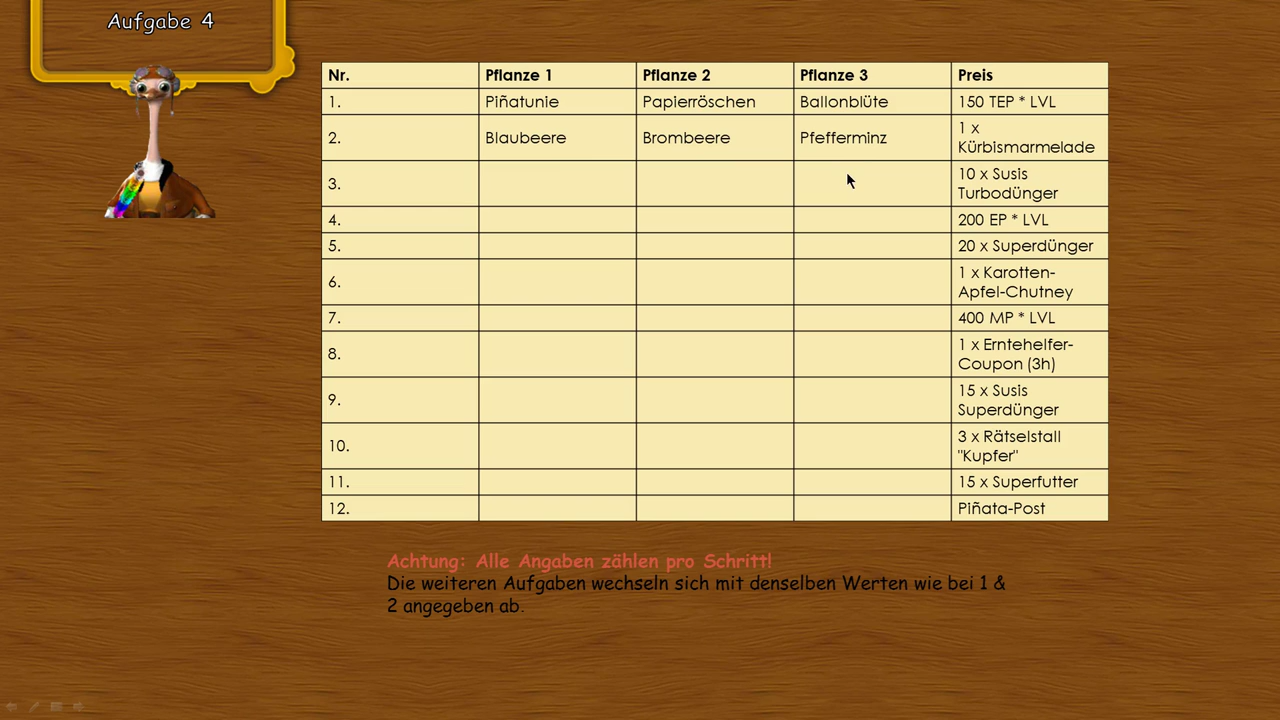 Aufgabe 4
Nr. Pflanze 1 Pflanze 2 Pflanze 3 Preis
1. Piñatunie Papierröschen Ballonblüte 150 TEP * LVL
2. Blaubeere Brombeere Pfefferminz 1 x
Kürbismarmelade
3. 10 x Susis
Turbodünger
4. 200 EP * LVL
5. 20 x Superdünger
6. 1 x Karotten-
Apfel-Chutney
7. 400 MP * LVL
8. 1 x Erntehelfer-
Coupon (3h)
9. 15 x Susis
Superdünger
10. 3 x Rätselstall
"Kupfer"
11. 15 x Superfutter
12. Piñata-Post
Achtung: Alle Angaben zählen pro Schritt!
Die weiteren Aufgaben wechseln sich mit denselben Werten wie bei 1 &
2 angegeben ab.